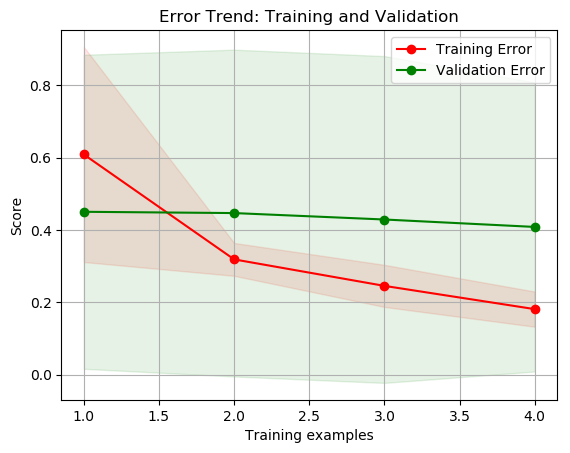 Error Trend: Training and Validation
Training Error
Validation Error
Score
0.8
0.6
0.4
0.2
0.0
1.0 1.5 2.0 2.5 3.0 3.5 4.0
Training examples